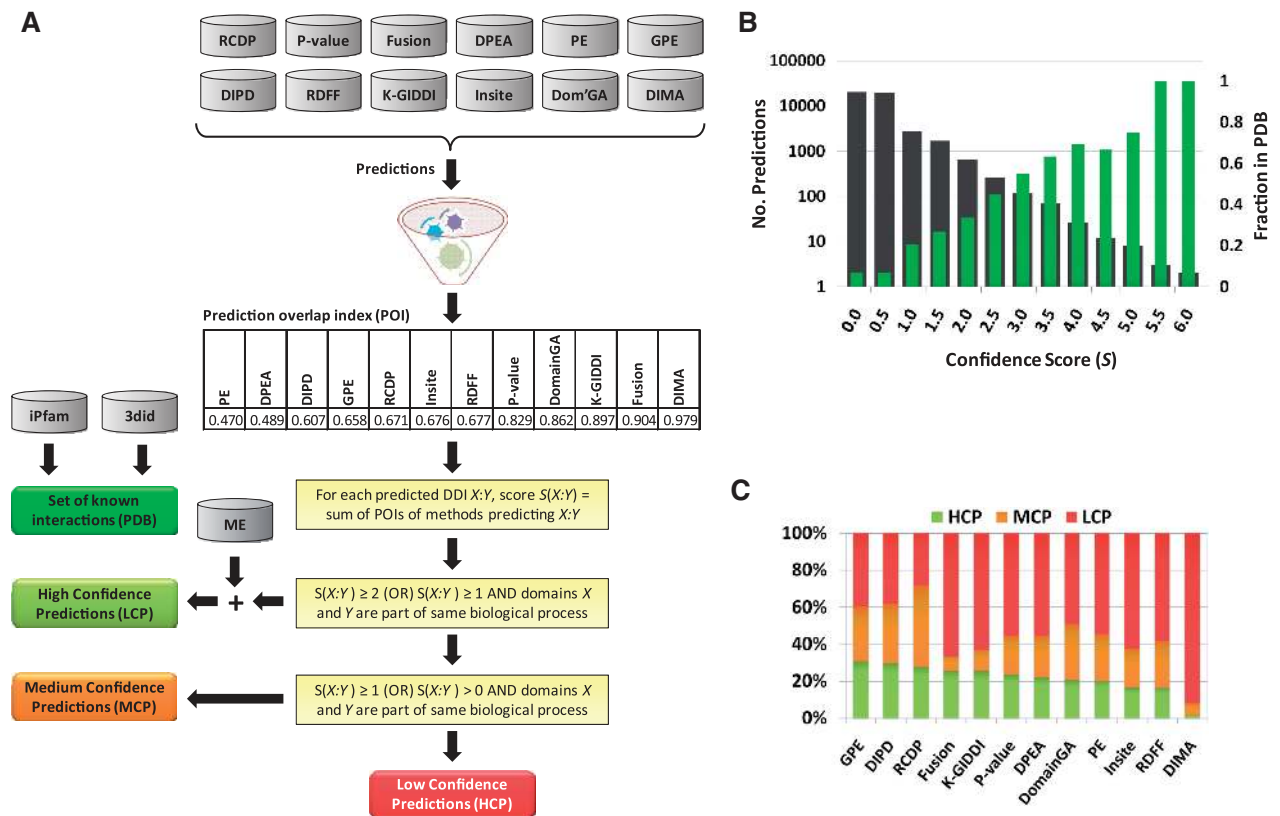 A
RCDP
P-value
Fusion
DPEA
PE
GPE
DIPD
RDFF
K-GIDDI
Insite
Dom'GA
DIMA
Predictions
Prediction overlap index (POI)
PE
DPEA
DIPD
GPE
RCDP
Insite
RDFF
P-value
DomainGA
K-GIDDI
Fusion
DIMA
0.470 0.489 0.607 0.658 0.671 0.676 0.677 0.829 0.862 0.897 0.904 0.979
iPfam
3did
Set of known
interactions (PDB)
ME
For each predicted DDI X:Y, score S(X:Y) =
sum of POIs of methods predicting X:Y
High Confidence
Predictions (LCP)
+
S(X:Y) ≥ 2 (OR) S(X:Y) ≥ 1 AND domains X
and Y are part of same biological process
Medium Confidence
Predictions (MCP)
S(X:Y) ≥ 1 (OR) S(X:Y) > 0 AND domains X
and Y are part of same biological process
Low Confidence
Predictions (HCP)
B
No. Predictions
100000
10000
1000
100
10
1
1
0.8
0.6
0.4
0.2
0
Fraction in PDB
0.0 0.5 1.0 1.5 2.0 2.5 3.0 3.5 4.0 4.5 5.0 5.5 6.0
Confidence Score (S)
C
HCP MCP LCP
100%
80%
60%
40%
20%
0%
GPE
DIPD
RCDP
Fusion
K-GIDDI
P-value
DPEA
DomainGA
PE
Insite
RDFF
DIMA